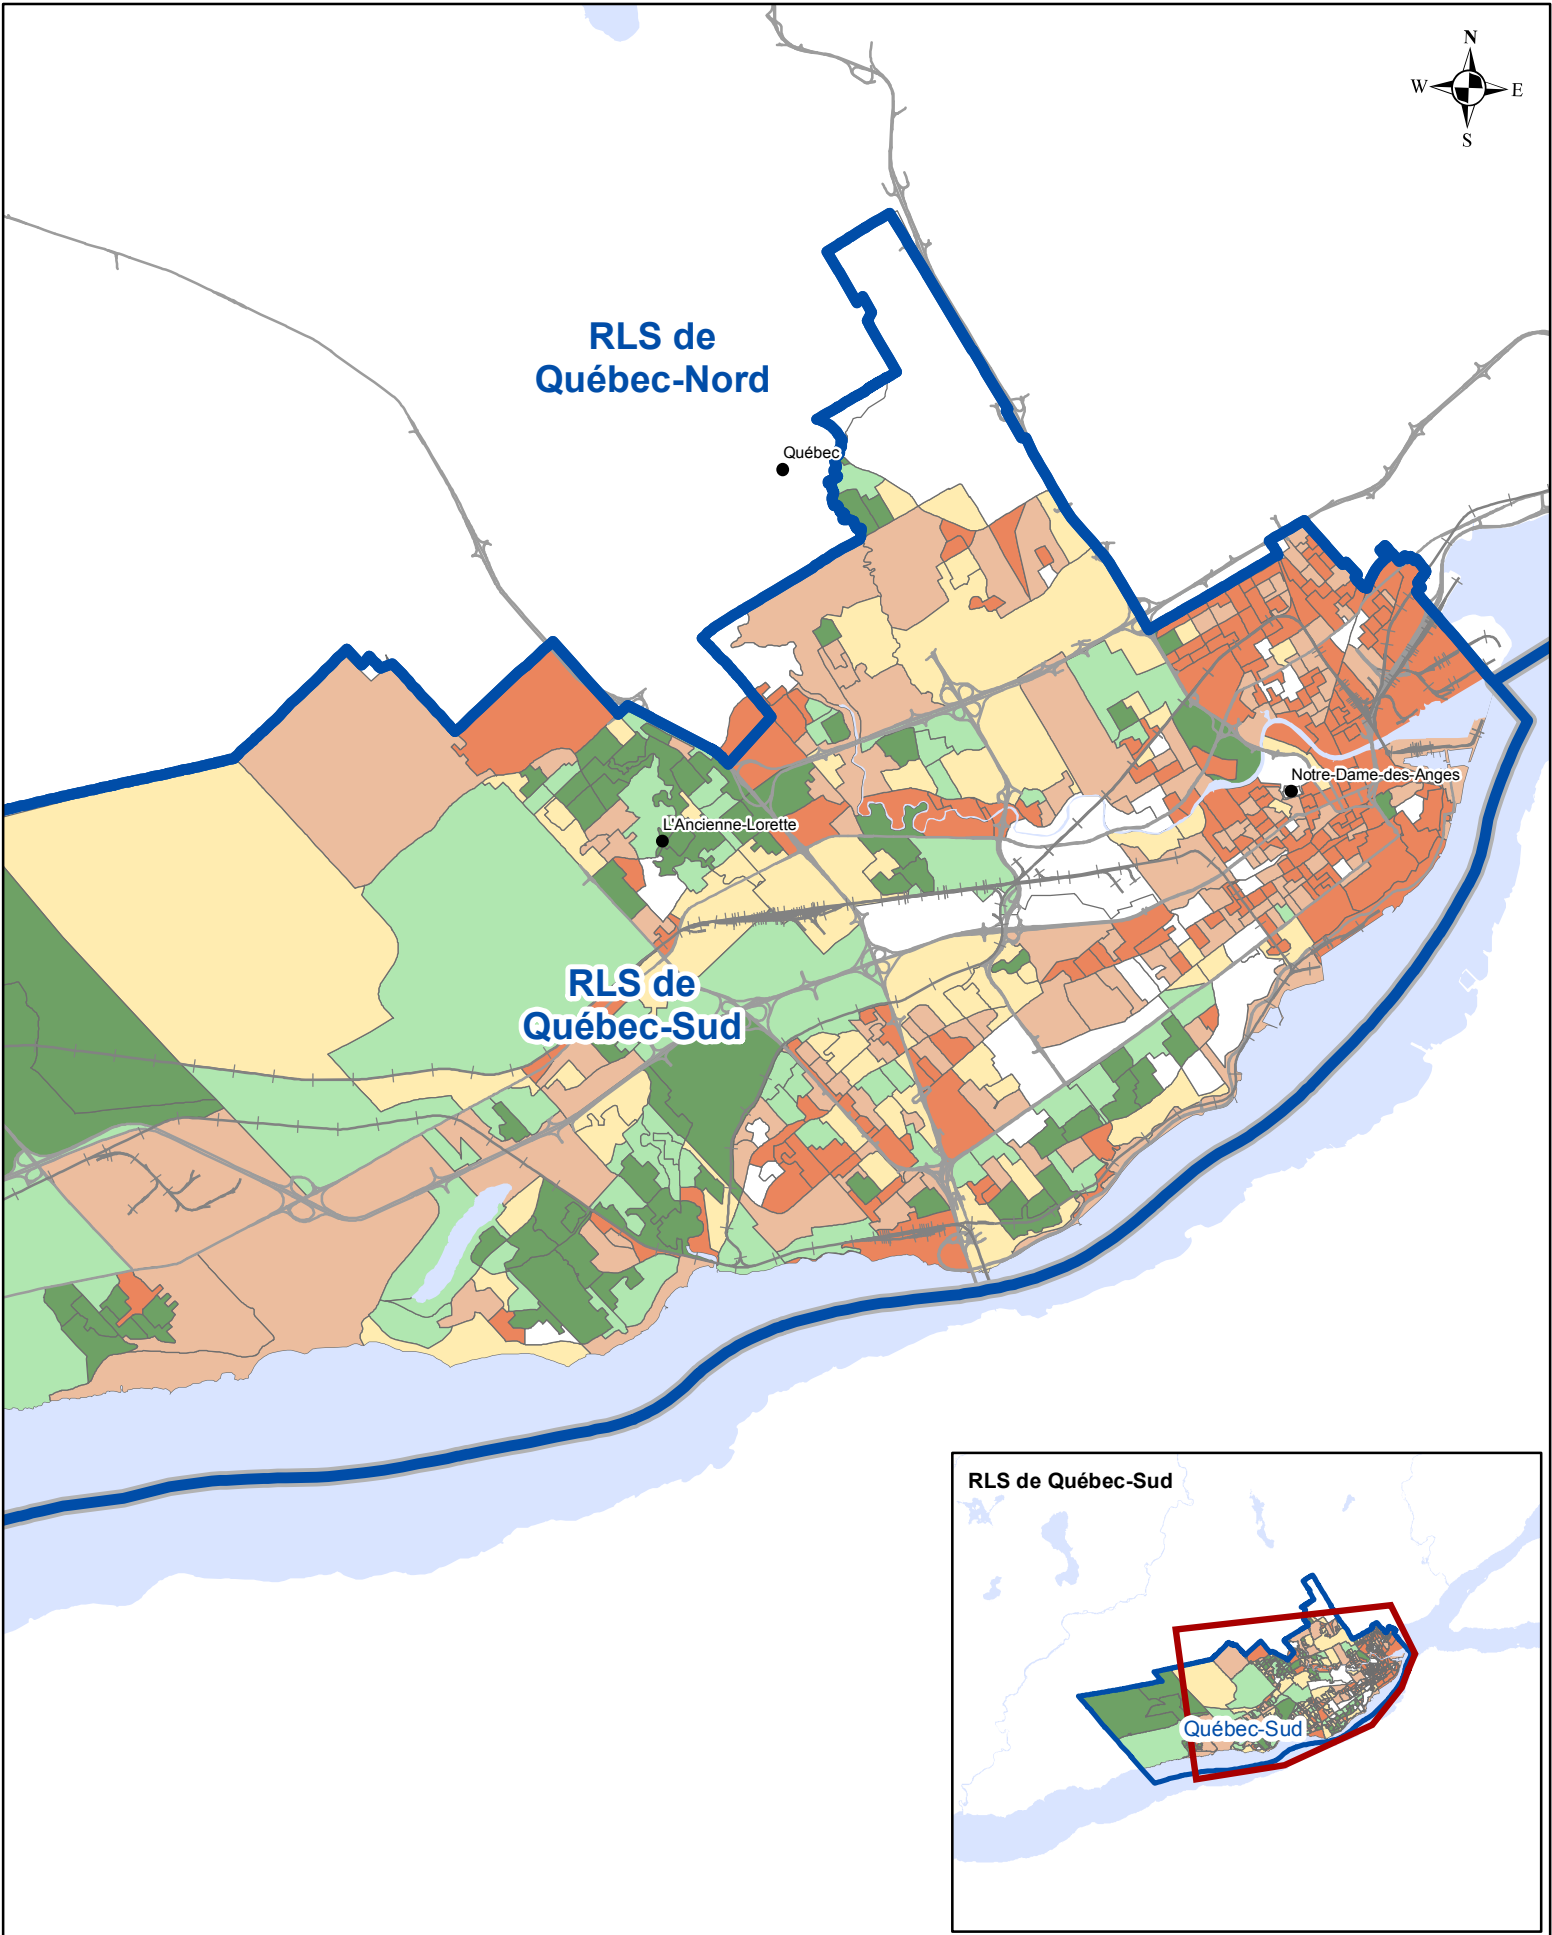 N
W
E
S
RLS de
Québec-Nord
Québec
Notre-Dame-des-Anges
L'Ancienne-Lorette
RLS de
Québec-Sud
RLS de Québec-Sud
Québec-Sud